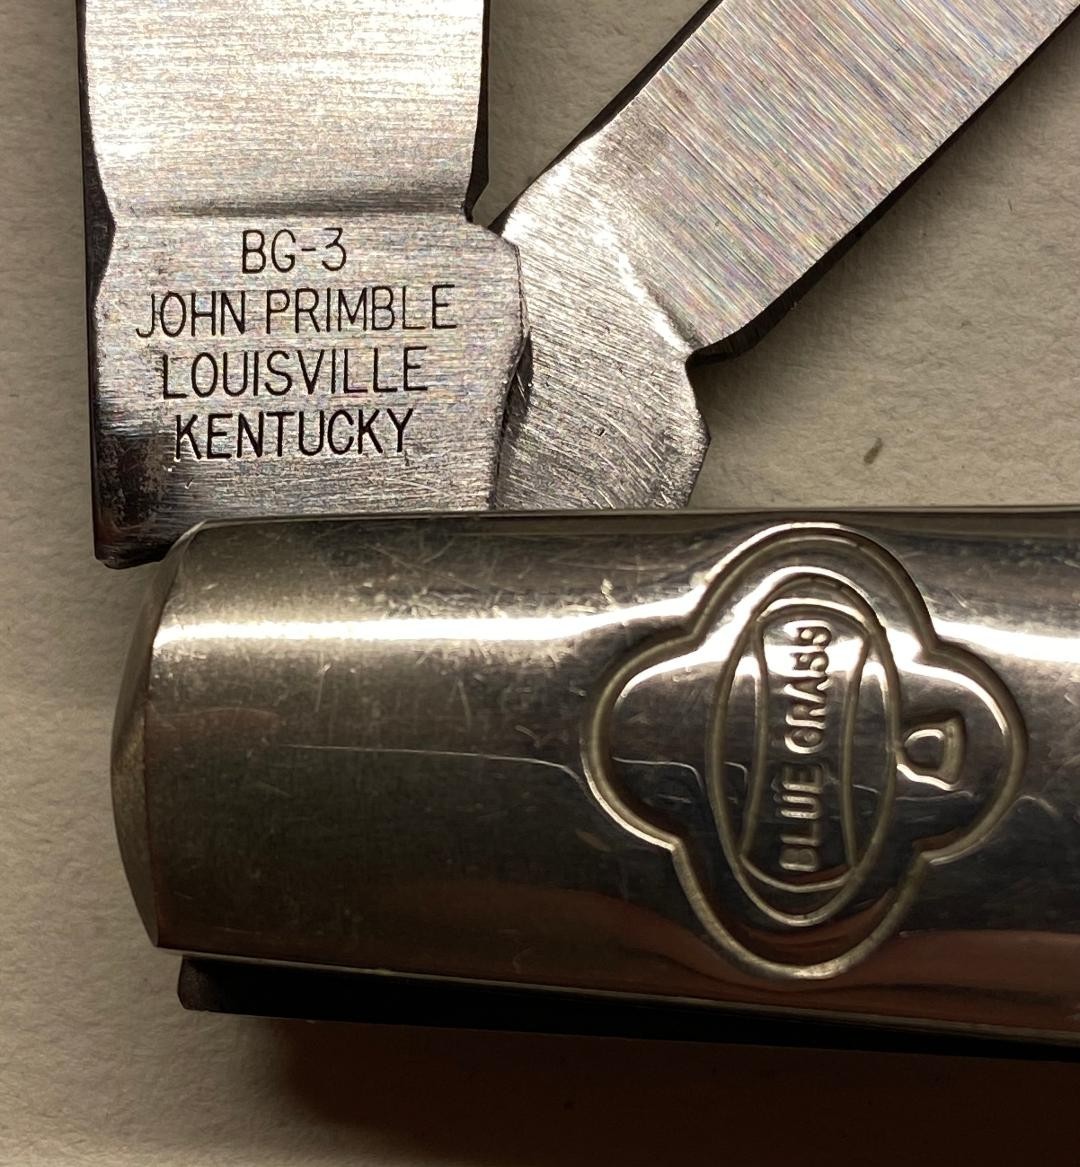 BG-3
JOHN PRIMBLE
LOUISVILLE
KENTUCKY
BLUE GRASS